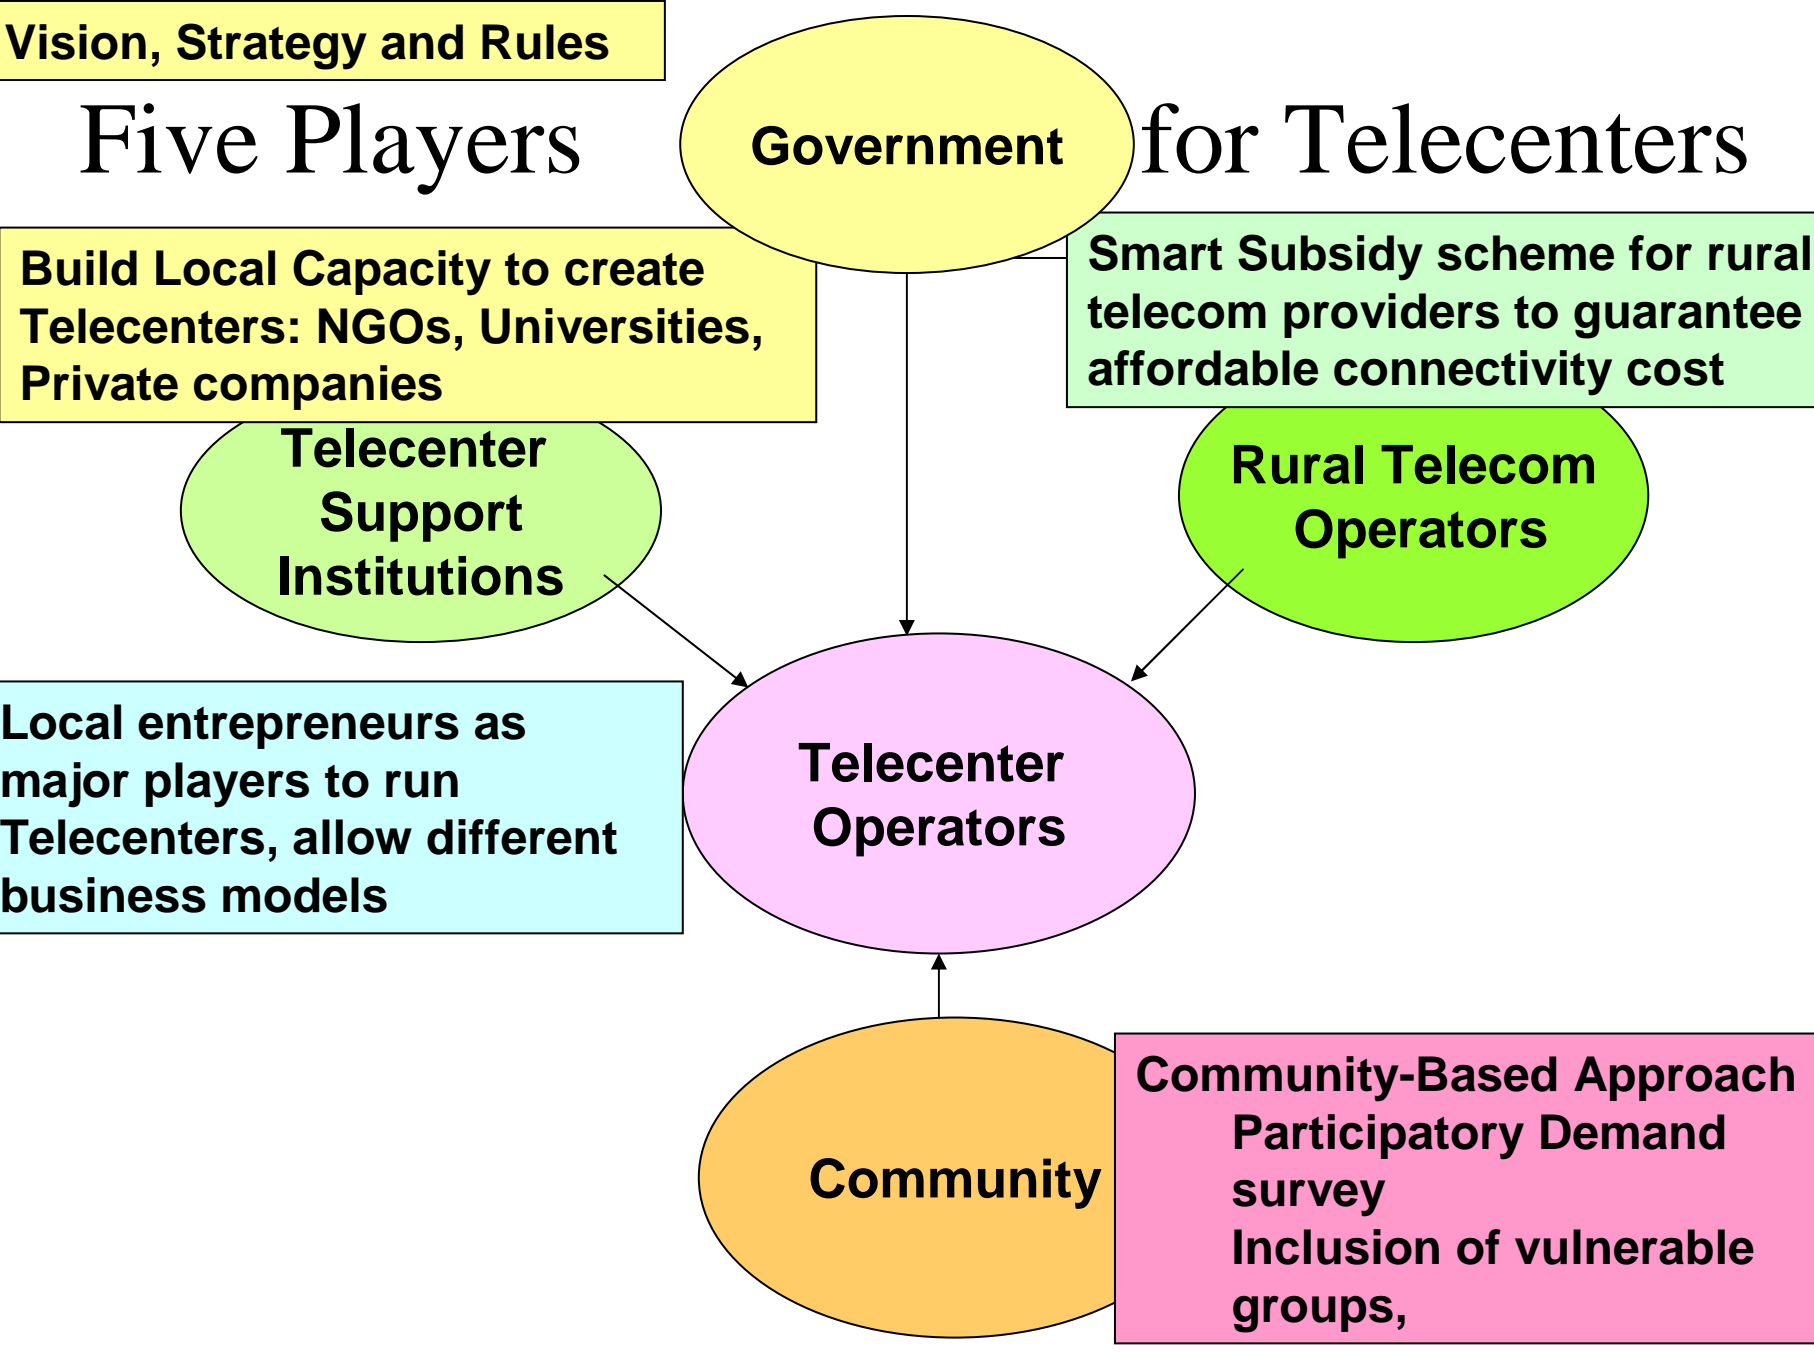 Vision, Strategy and Rules
Five Players for Telecenters
Government
Build Local Capacity to create
Telecenters: NGOs, Universities,
Private companies
Smart Subsidy scheme for rural
telecom providers to guarantee
affordable connectivity cost
Telecenter
Support
Institutions
Rural Telecom
Operators
Local entrepreneurs as
major players to run
Telecenters, allow different
business models
Telecenter
Operators
Community
Community-Based Approach
Participatory Demand
survey
Inclusion of vulnerable
groups,